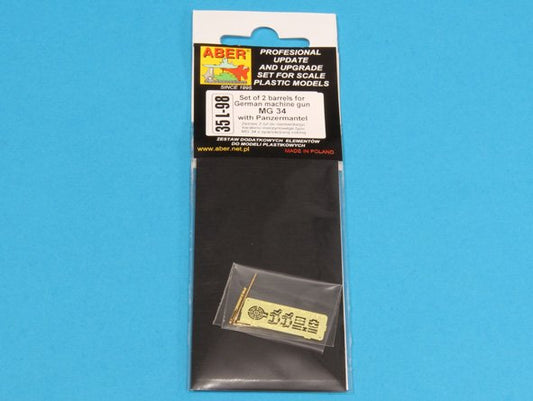 ABER
SINCE 1995
PROFESIONAL
UPDATE
AND UPGRADE
SET FOR SCALE
PLASTIC MODELS
35 L-98
Set of 2 barrels for
German machine gun
MG 34
with Panzermantel
ZESTAW DODATKOWYCH ELEMENTÓW
DO MODELI PLASTIKOWYCH
www.aber.net.pl
MADE IN POLAND